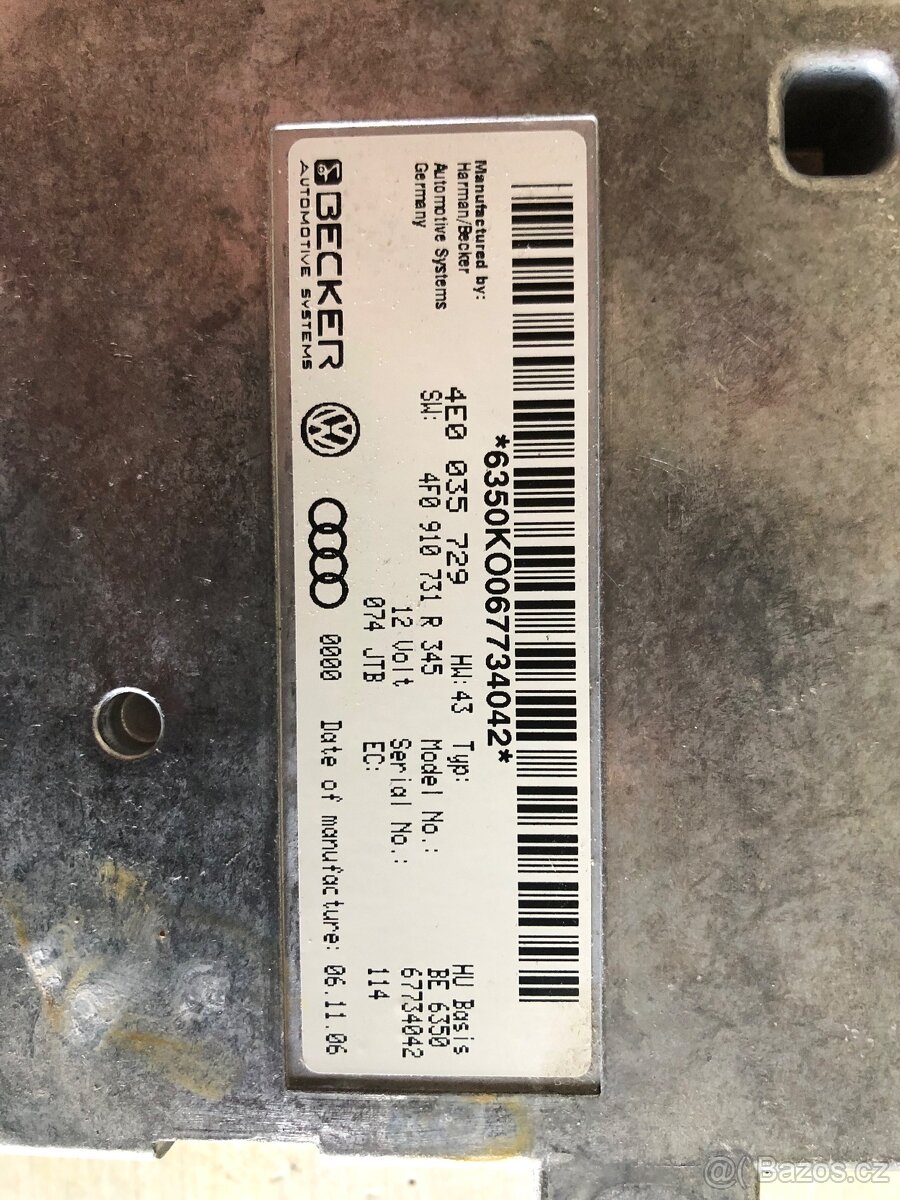 *6350KO067734042*
Manufactured by:
Harman/Becker
Automotive Systems
Germany
4E0 035 729 HW:43 Typ: HU Basis
SW: 4F0 910 731 R 345 Model No.: BE 6350
12 Volt Serial No.: 67734042
074 JTB EC: 114
BECKER
AUTOMOTIVE SYSTEMS
0000 Date of manufacture: 06.11.06
@( Bazos.cz